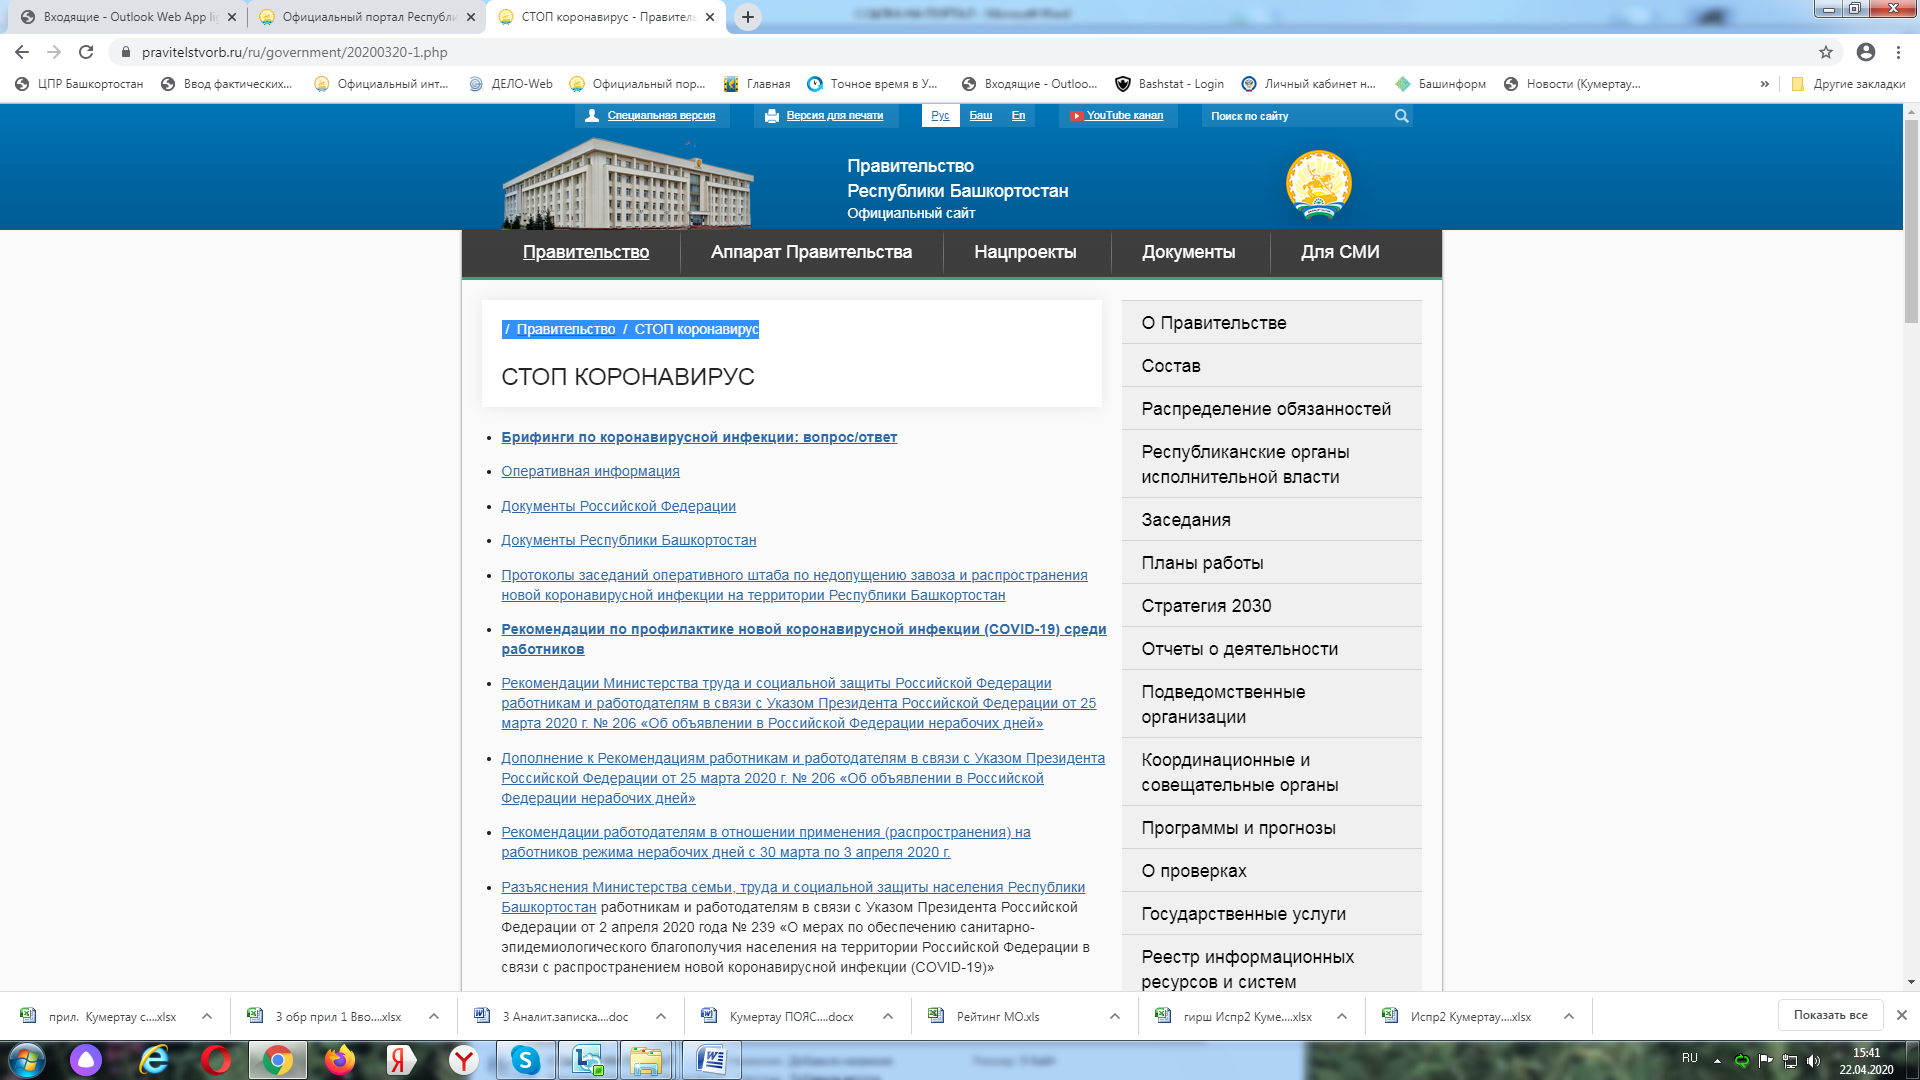 Входящие - Outlook Web App lig
Официальный портал Республи
СТОП коронавирус - Правитель
pravitelstvorb.ru/ru/government/20200320-1.php
ЦПР Башкортостан
Ввод фактических...
Официальный инт...
ДЕЛО-Web
Официальный пор...
Главная
Точное время в У...
Входящие - Outloo...
Bashstat - Login
Личный кабинет н...
Башинформ
Новости (Кумертау...
»
Другие закладки
Специальная версия
Версия для печати
Рус
Баш
En
YouTube канал
Поиск по сайту
Правительство
Республики Башкортостан
Официальный сайт
Правительство
Аппарат Правительства
Нацпроекты
Документы
Для СМИ
/ Правительство / СТОП коронавирус
СТОП КОРОНАВИРУС
• Брифинги по коронавирусной инфекции: вопрос/ответ
• Оперативная информация
• Документы Российской Федерации
• Документы Республики Башкортостан
• Протоколы заседаний оперативного штаба по недопущению завоза и распространения
новой коронавирусной инфекции на территории Республики Башкортостан
• Рекомендации по профилактике новой коронавирусной инфекции (COVID-19) среди
работников
• Рекомендации Министерства труда и социальной защиты Российской Федерации
работникам и работодателям в связи с Указом Президента Российской Федерации от 25
марта 2020 г. № 206 «Об объявлении в Российской Федерации нерабочих дней»
• Дополнение к Рекомендациям работникам и работодателям в связи с Указом Президента
Российской Федерации от 25 марта 2020 г. № 206 «Об объявлении в Российской
Федерации нерабочих дней»
• Рекомендации работодателям в отношении применения (распространения) на
работников режима нерабочих дней с 30 марта по 3 апреля 2020 г.
• Разъяснения Министерства семьи, труда и социальной защиты населения Республики
Башкортостан работникам и работодателям в связи с Указом Президента Российской
Федерации от 2 апреля 2020 года № 239 «О мерах по обеспечению санитарно-
эпидемиологического благополучия населения на территории Российской Федерации в
связи с распространением новой коронавирусной инфекции (COVID-19)»
О Правительстве
Состав
Распределение обязанностей
Республиканские органы
исполнительной власти
Заседания
Планы работы
Стратегия 2030
Отчеты о деятельности
Подведомственные
организации
Координационные и
совещательные органы
Программы и прогнозы
О проверках
Государственные услуги
Реестр информационных
ресурсов и систем
прил. Кумертау с....xlsx
3 обр прил 1 Вво....xlsx
3 Аналит.записка....doc
Кумертау ПОЯС....docx
Рейтинг МО.xls
гирш Испр2 Куме....xlsx
Испр2 Кумертау....xlsx
Показать все
RU
15:41
22.04.2020